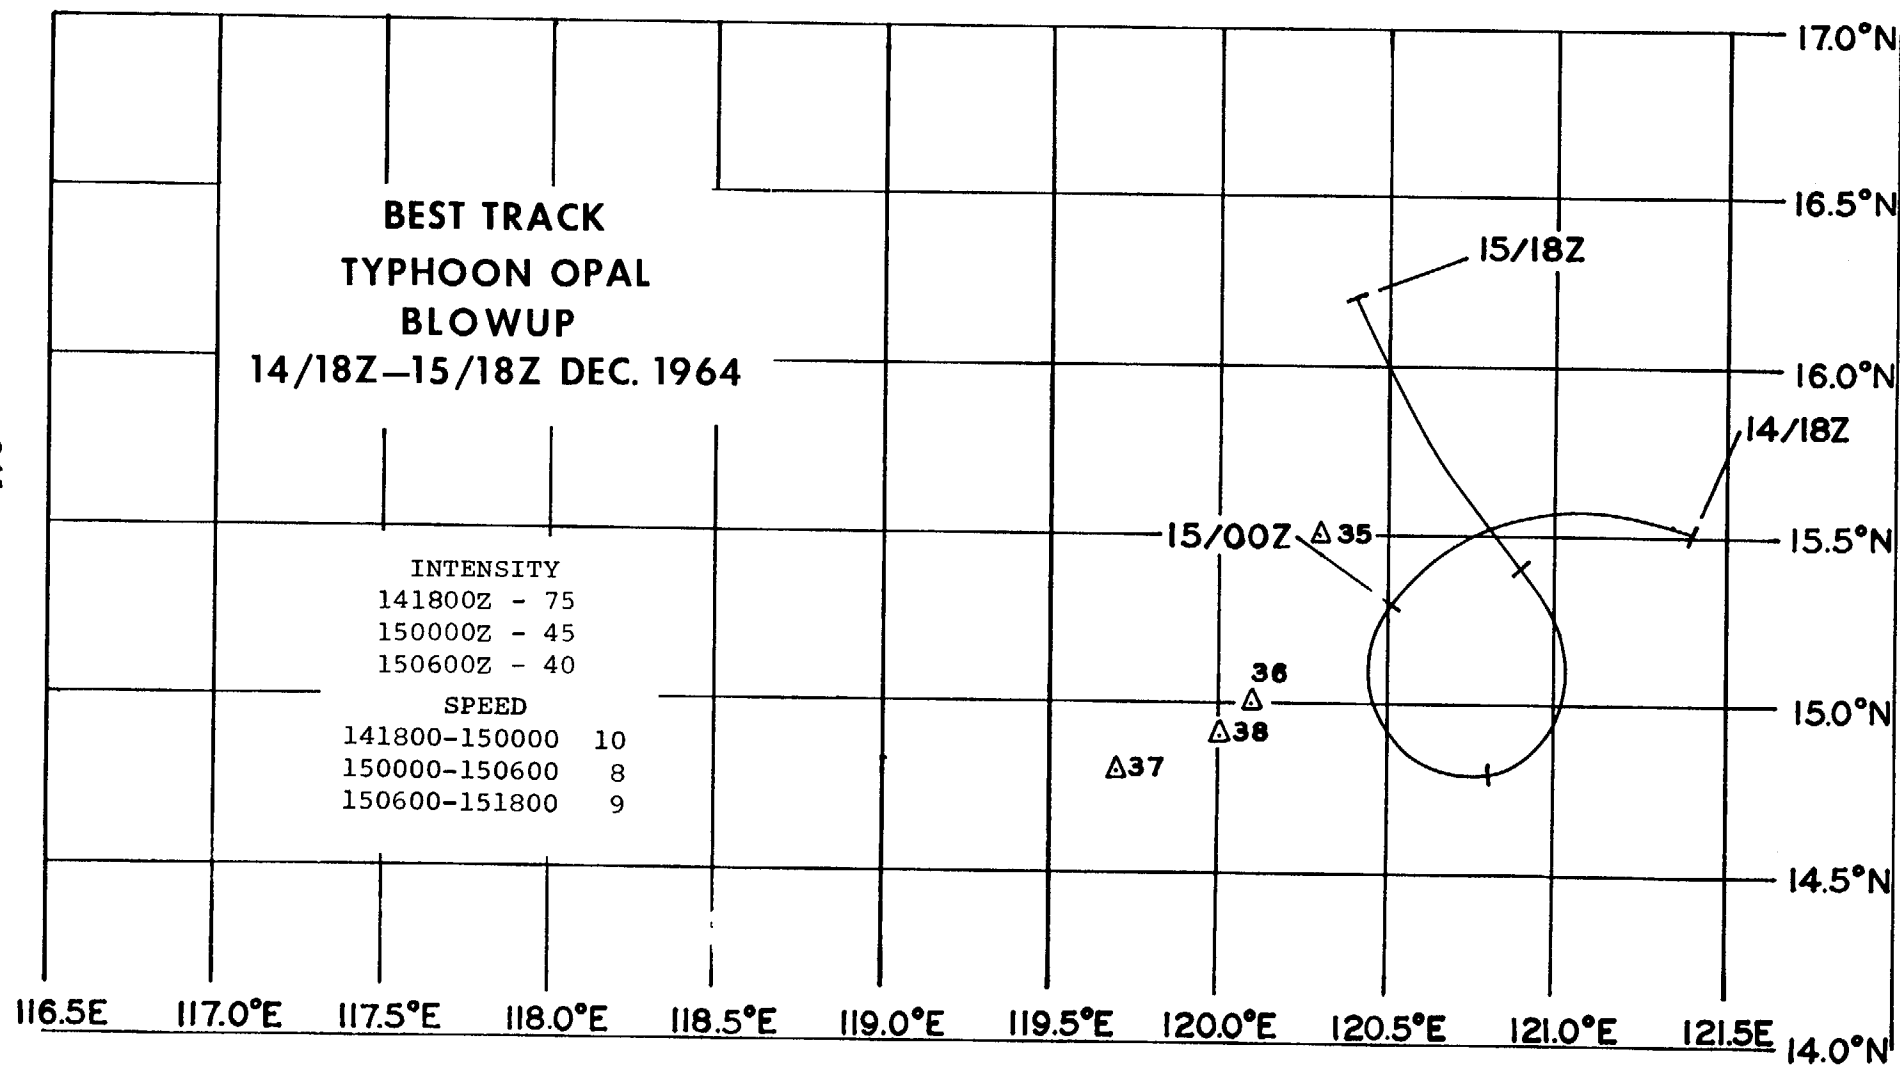 17.0°N
16.5°N
BEST TRACK
TYPHOON OPAL
BLOWUP
14/18Z—15/18Z DEC. 1964
15/18Z
16.0°N
14/18Z
15/00Z
35
15.5°N
INTENSITY
141800Z - 75
150000Z - 45
150600Z - 40
SPEED
141800-150000 10
150000-150600 8
150600-151800 9
36
15.0°N
38
37
14.5°N
116.5E 117.0°E 117.5°E 118.0°E 118.5°E 119.0°E 119.5°E 120.0°E 120.5°E 121.0°E 121.5E
14.0°N